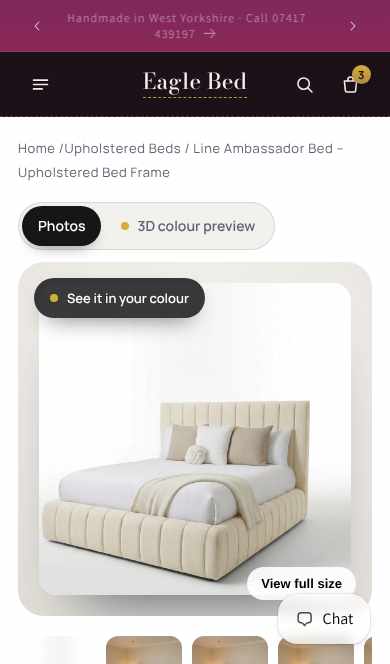 Handmade in West Yorkshire - Call 07417
439197 →
Eagle Bed
3
Home /Upholstered Beds / Line Ambassador Bed –
Upholstered Bed Frame
Photos
3D colour preview
See it in your colour
View full size
Chat